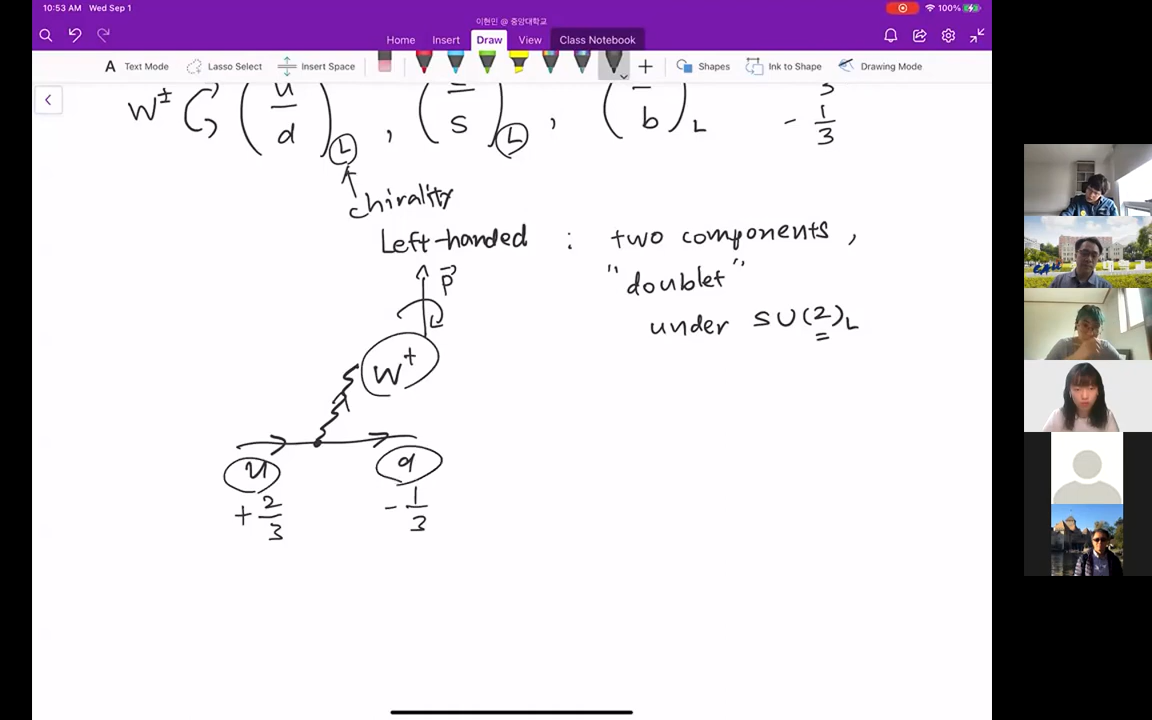 10:53 AM Wed Sep 1
100%
이현민 @ 중앙대학교
Home Insert Draw View Class Notebook
A Text Mode Lasso Select Insert Space Shapes Ink to Shape Drawing Mode
W± (u d)L , ( s)L , ( b)L - 1/3
chirality
Left-handed : two components ,
"doublet"
under SU(2)L
P
W+
u
+ 2/3
- 1/3